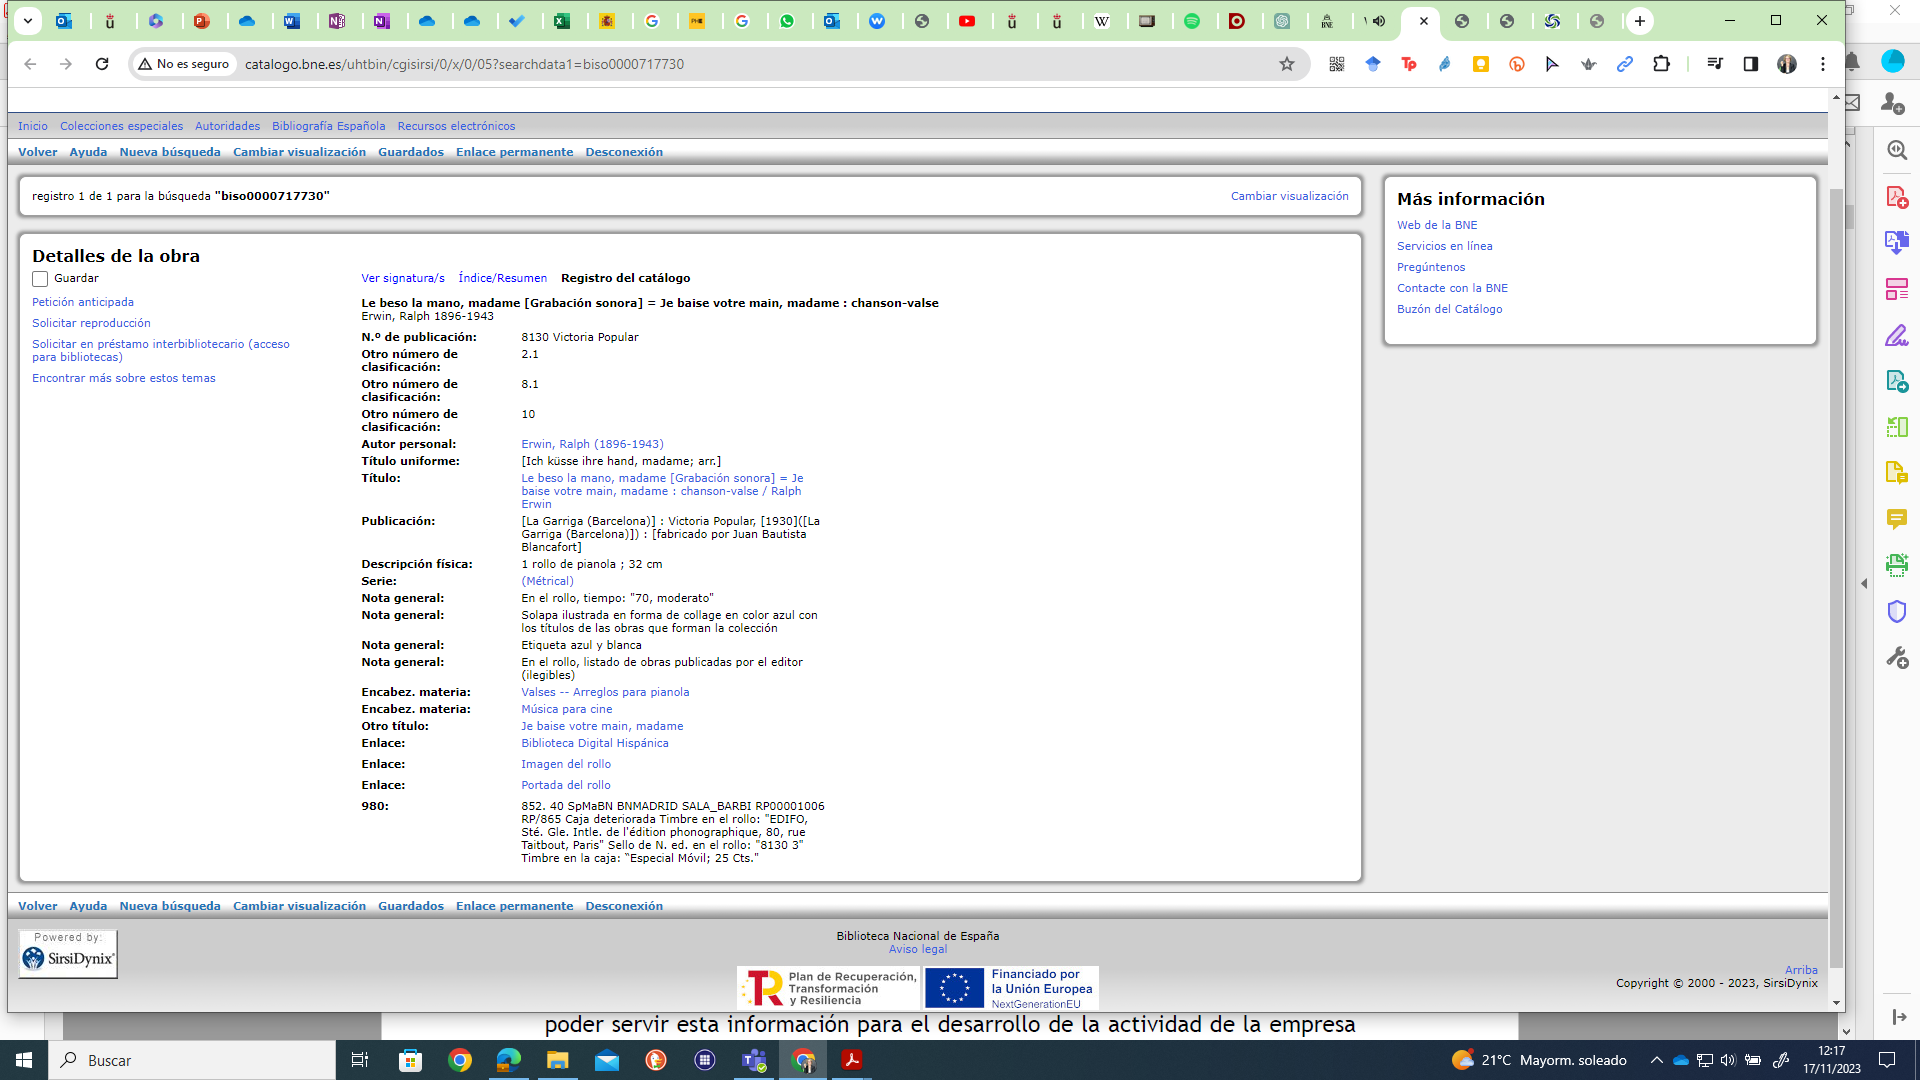 No es seguro
catalogo.bne.es/uhtbin/cgisirsi/0/x/0/05?searchdata1=biso0000717730
Inicio Colecciones especiales Autoridades Bibliografía Española Recursos electrónicos
Volver Ayuda Nueva búsqueda Cambiar visualización Guardados Enlace permanente Desconexión
registro 1 de 1 para la búsqueda "biso0000717730"
Cambiar visualización
Detalles de la obra
Guardar
Petición anticipada
Solicitar reproducción
Solicitar en préstamo interbibliotecario (acceso
para bibliotecas)
Encontrar más sobre estos temas
Ver signatura/s Índice/Resumen Registro del catálogo
Le beso la mano, madame [Grabación sonora] = Je baise votre main, madame : chanson-valse
Erwin, Ralph 1896-1943
N.º de publicación: 8130 Victoria Popular
Otro número de 2.1
clasificación:
Otro número de 8.1
clasificación:
Otro número de 10
clasificación:
Autor personal: Erwin, Ralph (1896-1943)
Título uniforme: [Ich küsse ihre hand, madame; arr.]
Título: Le beso la mano, madame [Grabación sonora] = Je
baise votre main, madame : chanson-valse / Ralph
Erwin
Publicación: [La Garriga (Barcelona)] : Victoria Popular, [1930]([La
Garriga (Barcelona)]) : [fabricado por Juan Bautista
Blancafort]
Descripción física: 1 rollo de pianola ; 32 cm
Serie: (Métrical)
Nota general: En el rollo, tiempo: "70, moderato"
Nota general: Solapa ilustrada en forma de collage en color azul con
los títulos de las obras que forman la colección
Nota general: Etiqueta azul y blanca
Nota general: En el rollo, listado de obras publicadas por el editor
(ilegibles)
Encabez. materia: Valses -- Arreglos para pianola
Encabez. materia: Música para cine
Otro título: Je baise votre main, madame
Enlace: Biblioteca Digital Hispánica
Enlace: Imagen del rollo
Enlace: Portada del rollo
980: 852. 40 SpMaBN BNMADRID SALA_BARBI RP00001006
RP/865 Caja deteriorada Timbre en el rollo: "EDIFO,
Sté. Gle. Intle. de l'édition phonographique, 80, rue
Taitbout, Paris" Sello de N. ed. en el rollo: "8130 3"
Timbre en la caja: “Especial Móvil; 25 Cts."
Más información
Web de la BNE
Servicios en línea
Pregúntenos
Contacte con la BNE
Buzón del Catálogo
Volver Ayuda Nueva búsqueda Cambiar visualización Guardados Enlace permanente Desconexión
Powered by:
SirsiDynix
Biblioteca Nacional de España
Aviso legal
Plan de Recuperación,
Transformación
y Resiliencia
Financiado por
la Unión Europea
NextGenerationEU
Arriba
Copyright © 2000 - 2023, SirsiDynix
poder servir esta información para el desarrollo de la actividad de la empresa
Buscar
21°C Mayorm. soleado
12:17
17/11/2023